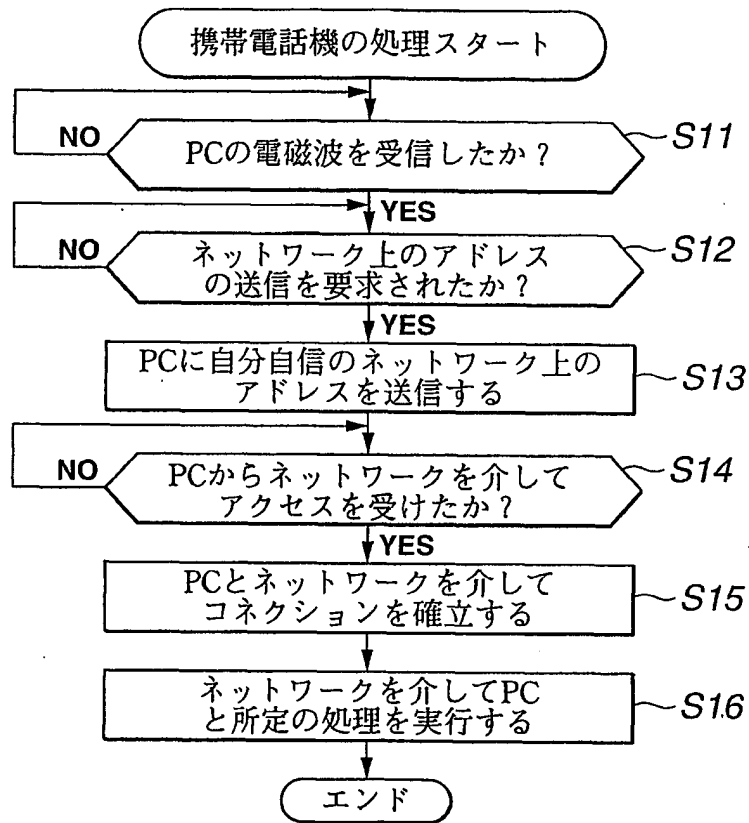 携帯電話機の処理スタート
NO
PCの電磁波を受信したか？
S11
YES
NO
ネットワーク上のアドレス
の送信を要求されたか？
S12
YES
PCに自分自信のネットワーク上の
アドレスを送信する
S13
NO
PCからネットワークを介して
アクセスを受けたか？
S14
YES
PCとネットワークを介して
コネクションを確立する
S15
ネットワークを介してPC
と所定の処理を実行する
S16
エンド